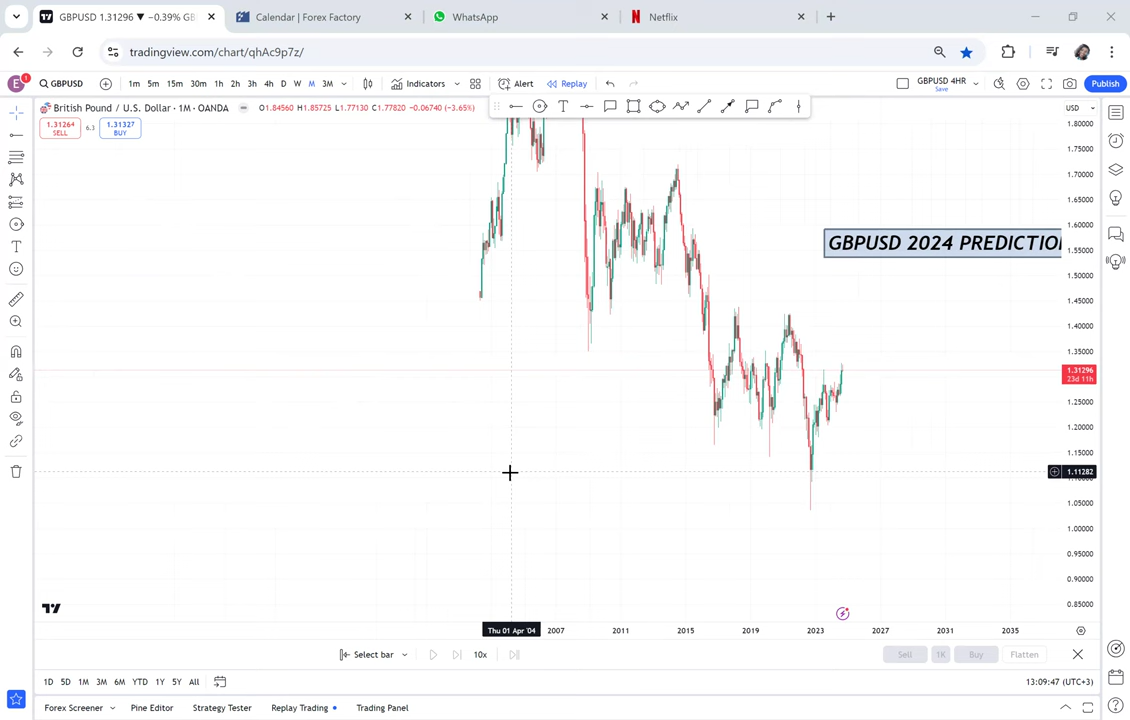 GBPUSD 1.31296 ▼ −0.39% GB
Calendar | Forex Factory
WhatsApp
Netflix
tradingview.com/chart/qhAc9p7z/
E 1 GBPUSD 1m 5m 15m 30m 1h 2h 3h 4h D W M 3M Indicators Alert Replay GBPUSD 4HR Save Publish
British Pound / U.S. Dollar · 1M · OANDA O1.84560 H1.85725 L1.77130 C1.77820 −0.06740 (−3.65%)
USD
1.31264 SELL 6.3 1.31327 BUY
1.80000
1.75000
1.70000
1.65000
1.60000
GBPUSD 2024 PREDICTION
1.55000
1.50000
1.45000
1.40000
1.35000
1.31296
23d 11h
1.25000
1.20000
1.15000
1.11282
1.05000
1.00000
0.95000
0.90000
0.85000
Thu 01 Apr '04 2007 2011 2015 2019 2023 2027 2031 2035
Select bar 10x Sell 1K Buy Flatten
1D 5D 1M 3M 6M YTD 1Y 5Y All 13:09:47 (UTC+3)
Forex Screener Pine Editor Strategy Tester Replay Trading Trading Panel